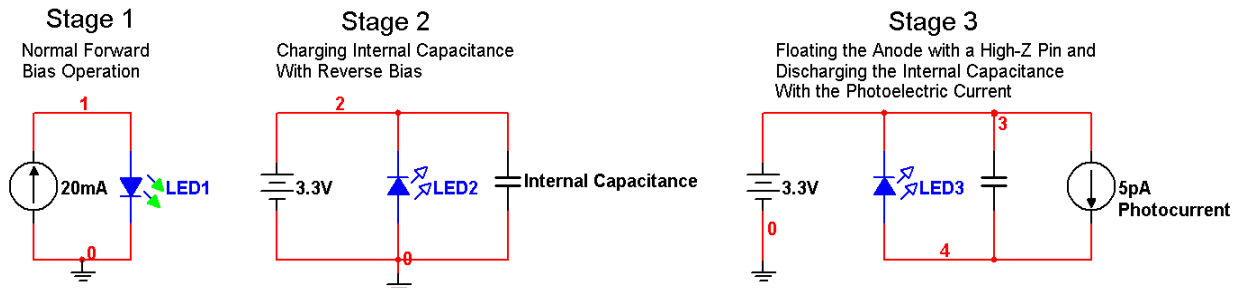 Stage 1
Normal Forward
Bias Operation
1
20mA
LED1
0
Stage 2
Charging Internal Capacitance
With Reverse Bias
2
3.3V
LED2
Internal Capacitance
0
Stage 3
Floating the Anode with a High-Z Pin and
Discharging the Internal Capacitance
With the Photoelectric Current
3
3.3V
LED3
5pA
Photocurrent
0
4